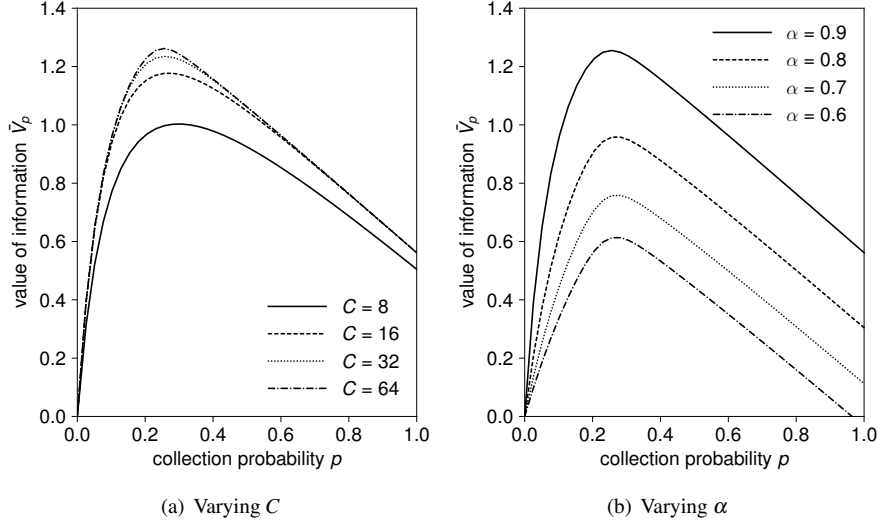 1.4
1.2
1.0
0.8
0.6
0.4
0.2
0.0
value of information V̄p
C = 8
C = 16
C = 32
C = 64
0.0 0.2 0.4 0.6 0.8 1.0
collection probability p
(a) Varying C
1.4
1.2
1.0
0.8
0.6
0.4
0.2
0.0
value of information V̄p
α = 0.9
α = 0.8
α = 0.7
α = 0.6
0.0 0.2 0.4 0.6 0.8 1.0
collection probability p
(b) Varying α